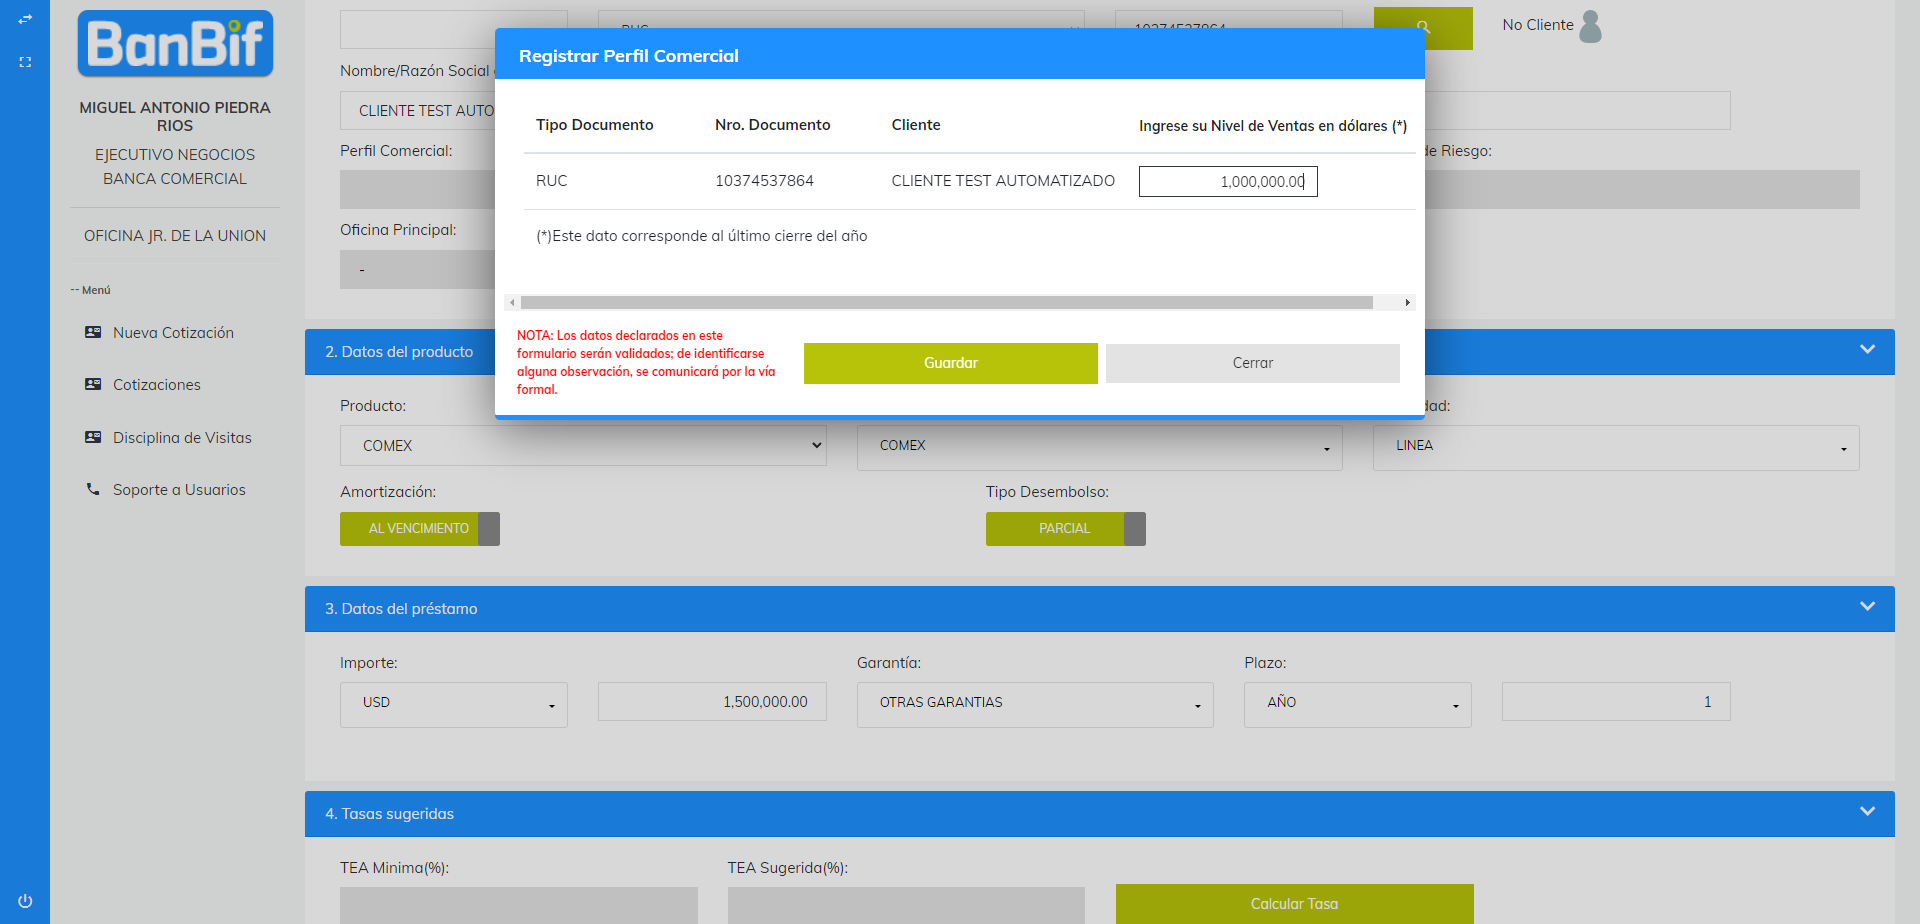 BanBif
MIGUEL ANTONIO PIEDRA
RIOS
EJECUTIVO NEGOCIOS
BANCA COMERCIAL
OFICINA JR. DE LA UNION
-- Menú
Nueva Cotización
Cotizaciones
Disciplina de Visitas
Soporte a Usuarios
No Cliente
Nombre/Razón Social
CLIENTE TEST AUTO
Perfil Comercial:
de Riesgo:
Oficina Principal:
-
Registrar Perfil Comercial
Tipo Documento Nro. Documento Cliente Ingrese su Nivel de Ventas en dólares (*)
RUC 10374537864 CLIENTE TEST AUTOMATIZADO 1,000,000.00
(*)Este dato corresponde al último cierre del año
NOTA: Los datos declarados en este
formulario serán validados; de identificarse
alguna observación, se comunicará por la vía
formal.
Guardar Cerrar
2. Datos del producto
Producto: dad:
COMEX COMEX LINEA
Amortización: Tipo Desembolso:
AL VENCIMIENTO PARCIAL
3. Datos del préstamo
Importe: Garantía: Plazo:
USD 1,500,000.00 OTRAS GARANTIAS AÑO 1
4. Tasas sugeridas
TEA Minima(%): TEA Sugerida(%):
Calcular Tasa